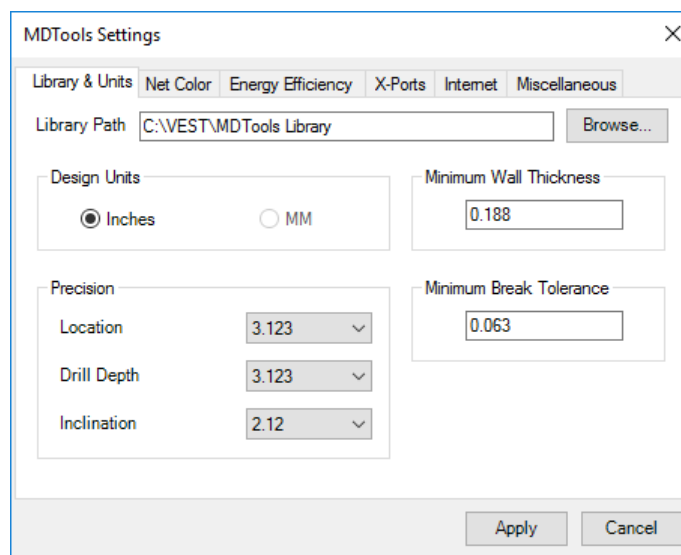 MDTools Settings
Library & Units Net Color Energy Efficiency X-Ports Internet Miscellaneous
Library Path C:\VEST\MDTools Library Browse...
Design Units
Inches MM
Minimum Wall Thickness
0.188
Precision
Location 3.123
Drill Depth 3.123
Inclination 2.12
Minimum Break Tolerance
0.063
Apply Cancel